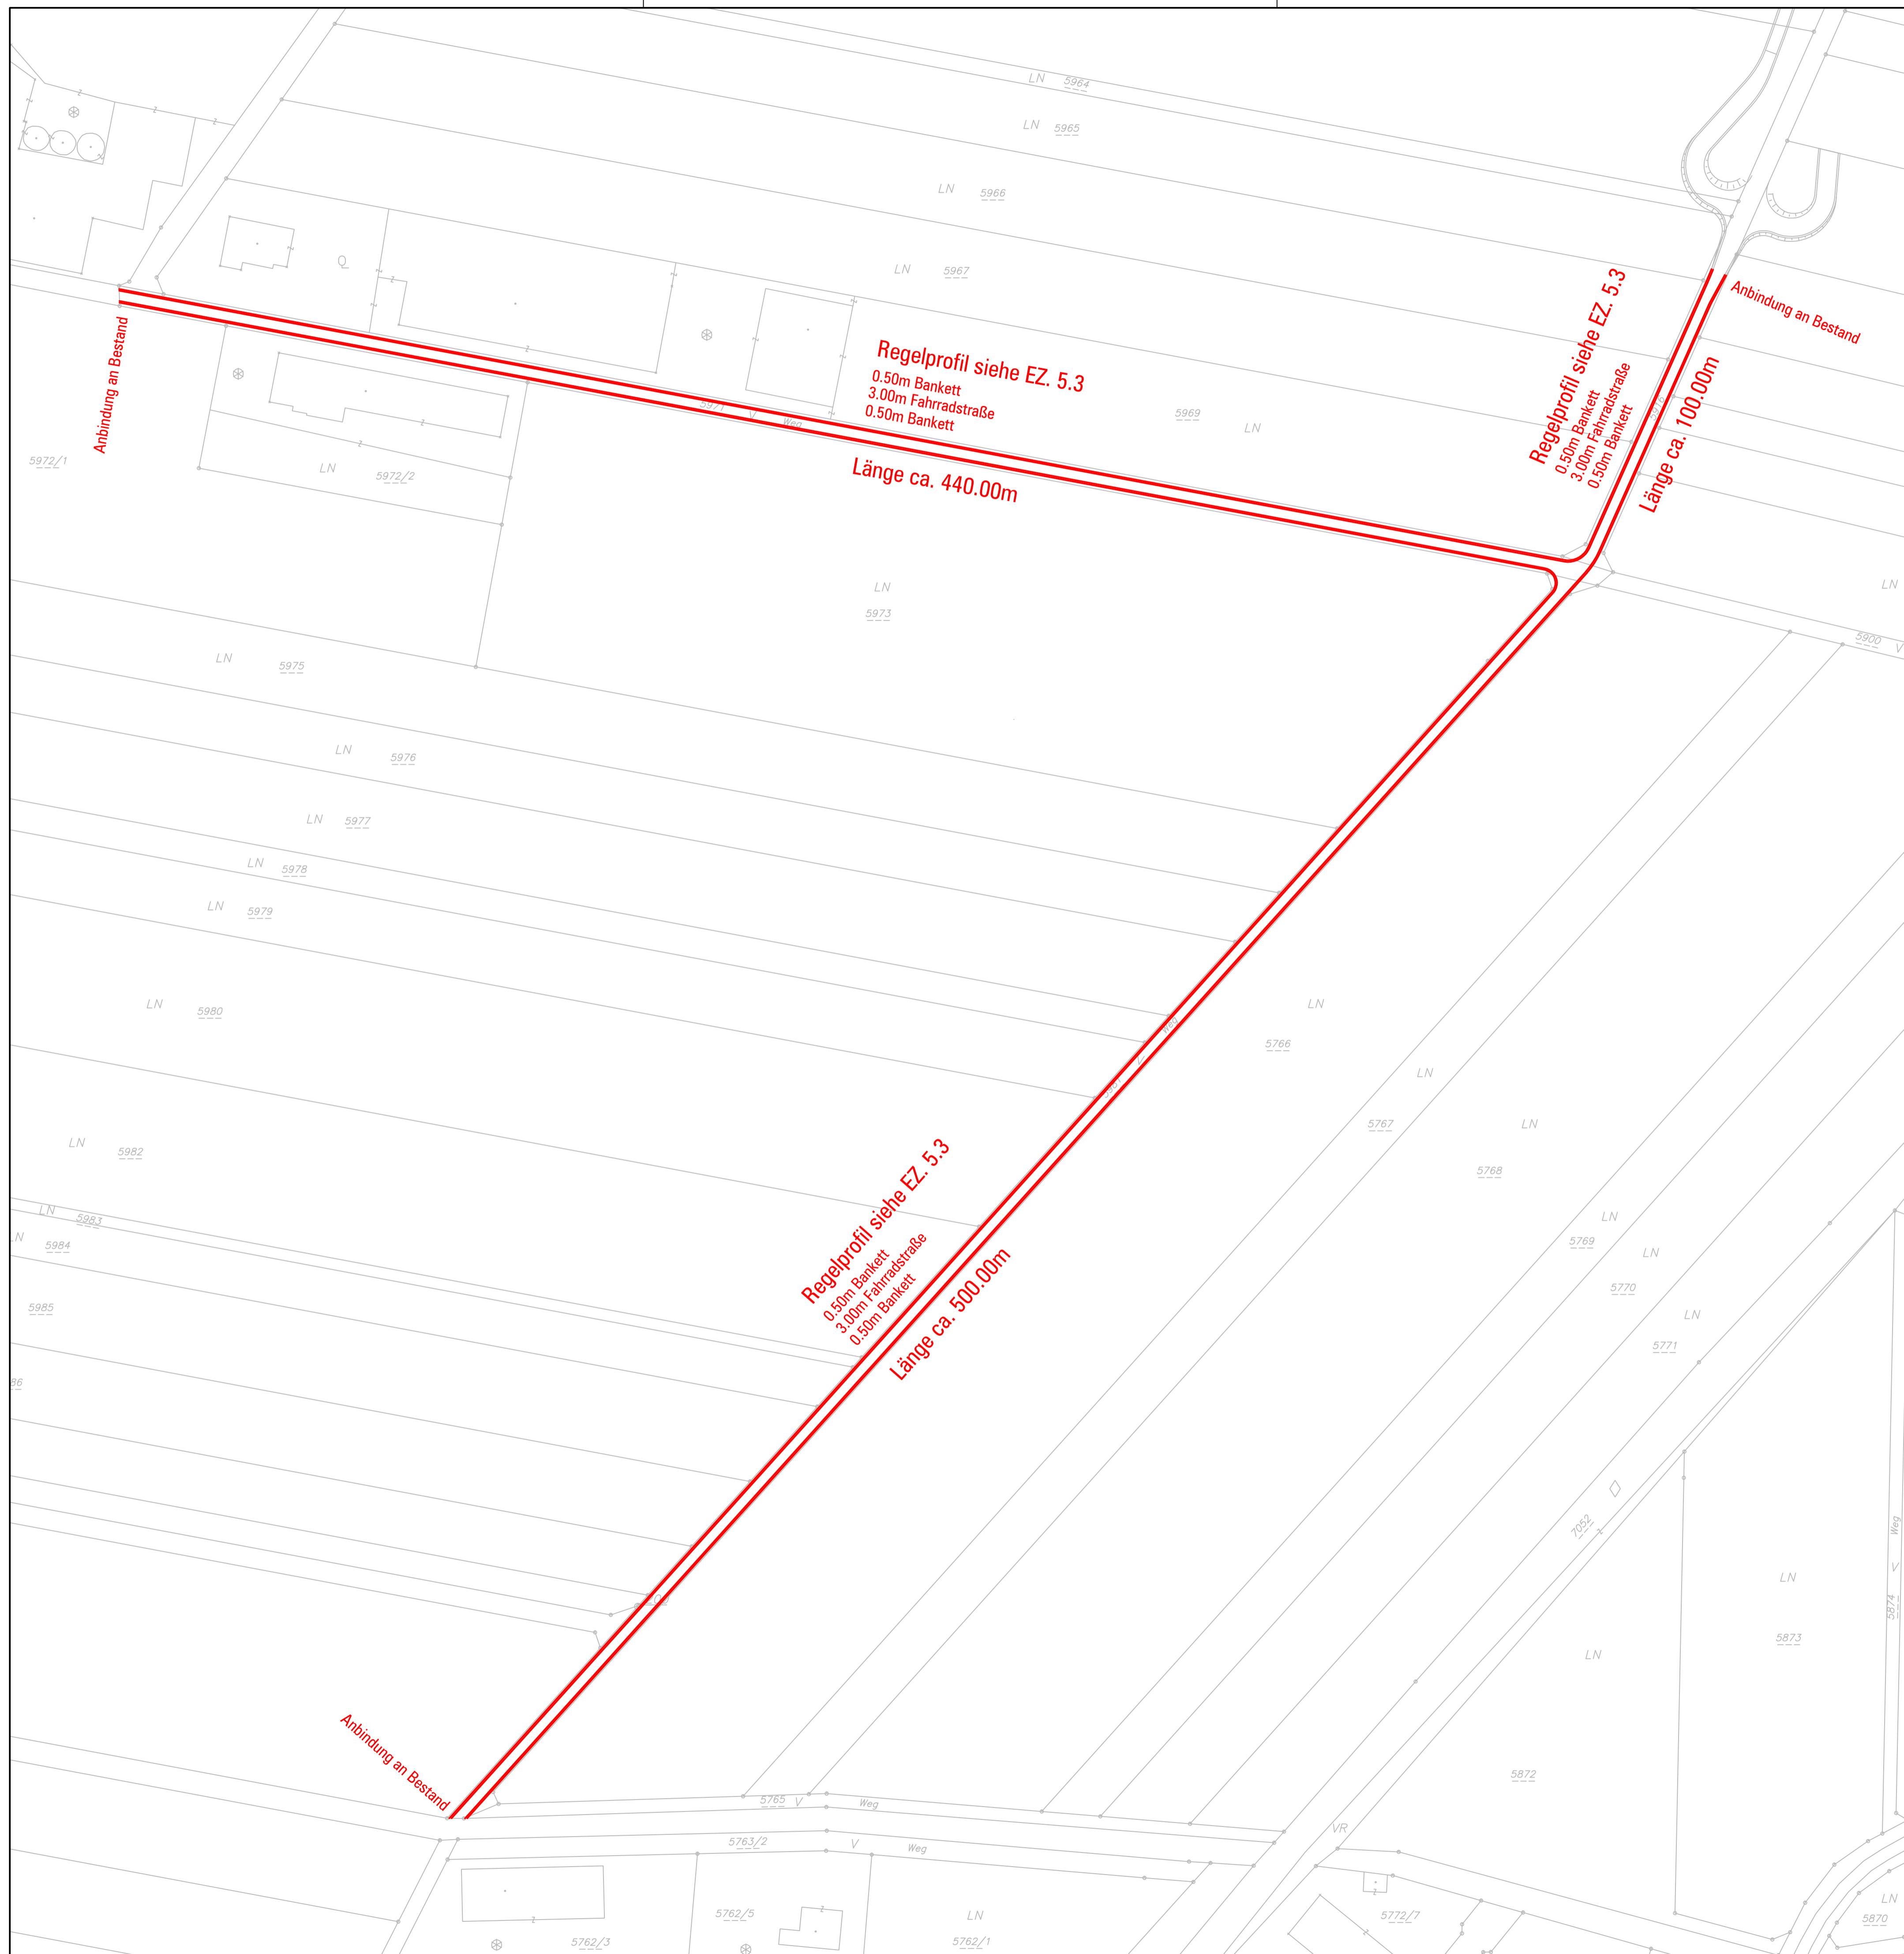 LN 5964
LN 5965
LN 5966
LN 5967
Q
Anbindung an Bestand
Anbindung an Bestand
Regelprofil siehe EZ. 5.3
0.50m Bankett
3.00m Fahrradstraße
0.50m Bankett
Länge ca. 100.00m
Regelprofil siehe EZ. 5.3
0.50m Bankett
3.00m Fahrradstraße
0.50m Bankett
V
Weg
5969
LN
Länge ca. 440.00m
5972/1
LN
5972/2
LN
5973
LN
5900
V
LN 5975
LN
5976
LN 5977
LN 5978
LN 5979
LN 5980
LN
5766
Weg
V
LN
5767
LN
5768
LN
5982
LN 5983
LN 5984
5985
86
Regelprofil siehe EZ. 5.3
0.50m Bankett
3.00m Fahrradstraße
0.50m Bankett
Länge ca. 500.00m
LN
5769
LN
5770
LN
5771
7052
LN
5873
Weg
V
5874
LN
5872
Anbindung an Bestand
5765 V Weg
5763/2 V Weg
VR
5762/3
5762/5
LN
5762/1
5772/7
LN
5870